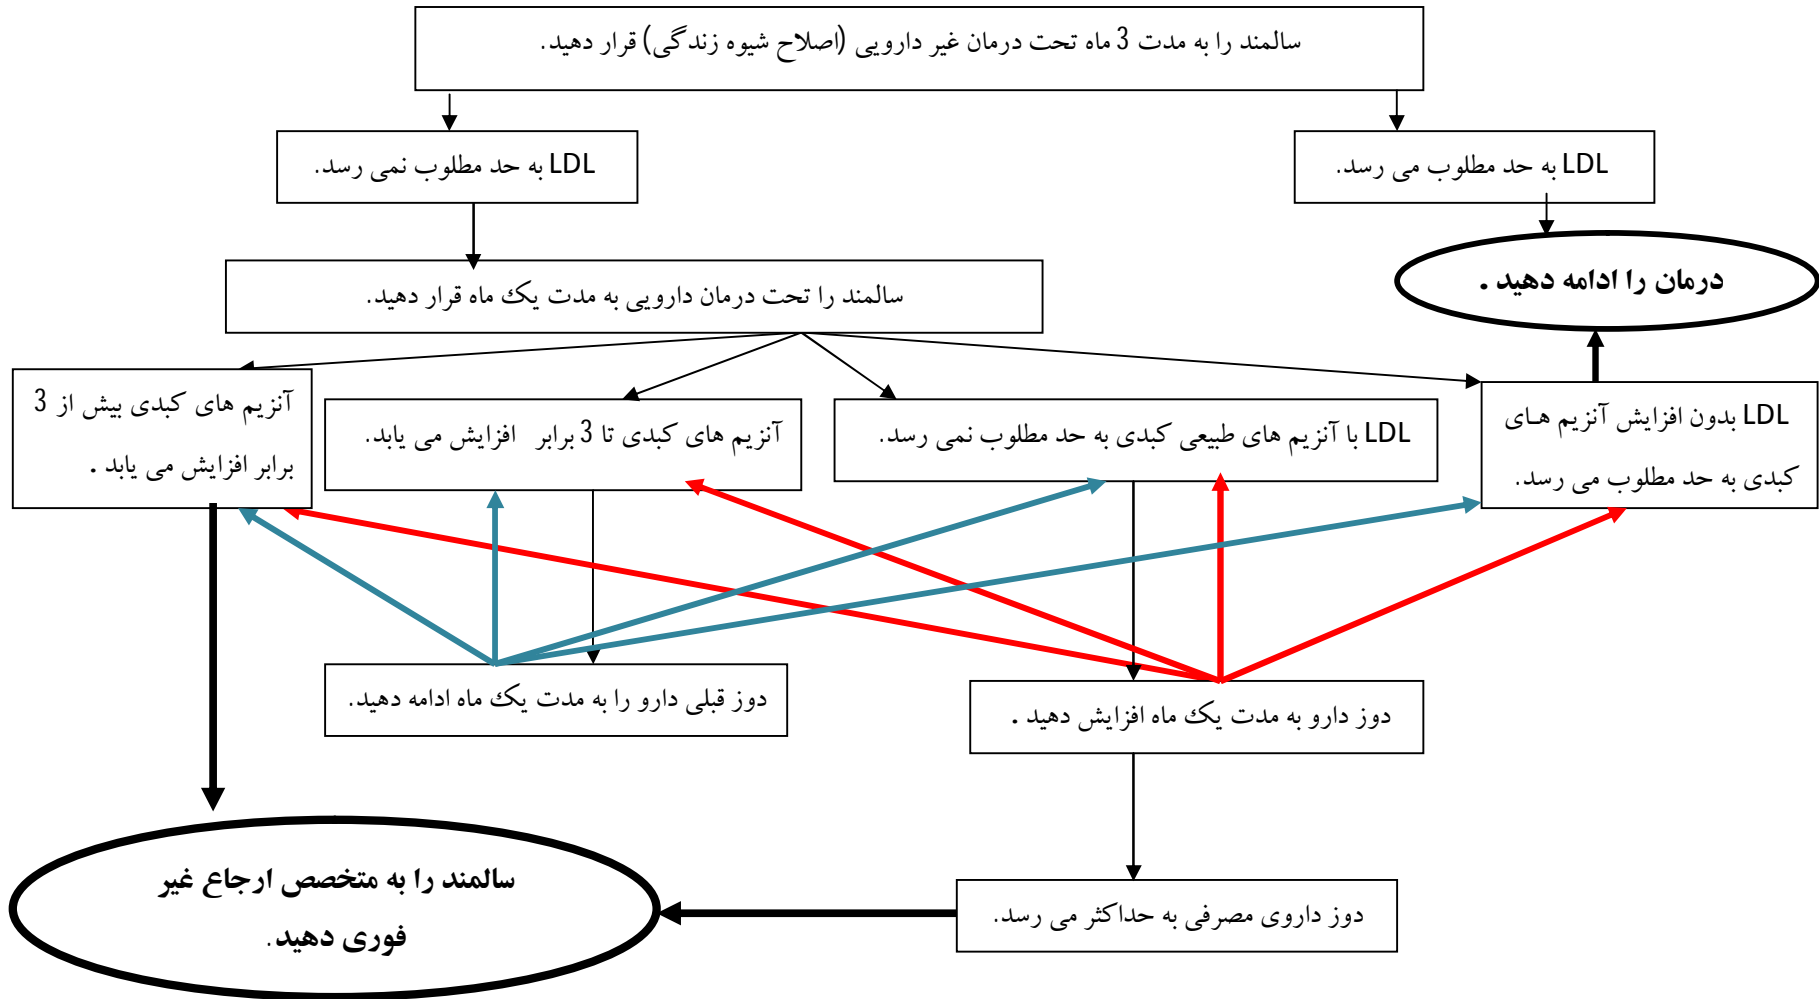 سالمند را به مدت 3 ماه تحت درمان غیر دارویی (اصلاح شیوه زندگی) قرار دهید.
LDL به حد مطلوب می رسد.
LDL به حد مطلوب نمی رسد.
درمان را ادامه دهید .
سالمند را تحت درمان دارویی به مدت یک ماه قرار دهید.
LDL بدون افزایش آنزیم های
کبدی به حد مطلوب می رسد.
LDL با آنزیم های طبیعی کبدی به حد مطلوب نمی رسد.
آنزیم های کبدی تا 3 برابر افزایش می یابد.
آنزیم های کبدی بیش از 3
برابر افزایش می یابد .
دوز دارو به مدت یک ماه افزایش دهید .
دوز قبلی دارو را به مدت یک ماه ادامه دهید.
دوز داروی مصرفی به حداکثر می رسد.
سالمند را به متخصص ارجاع غیر
فوری دهید.